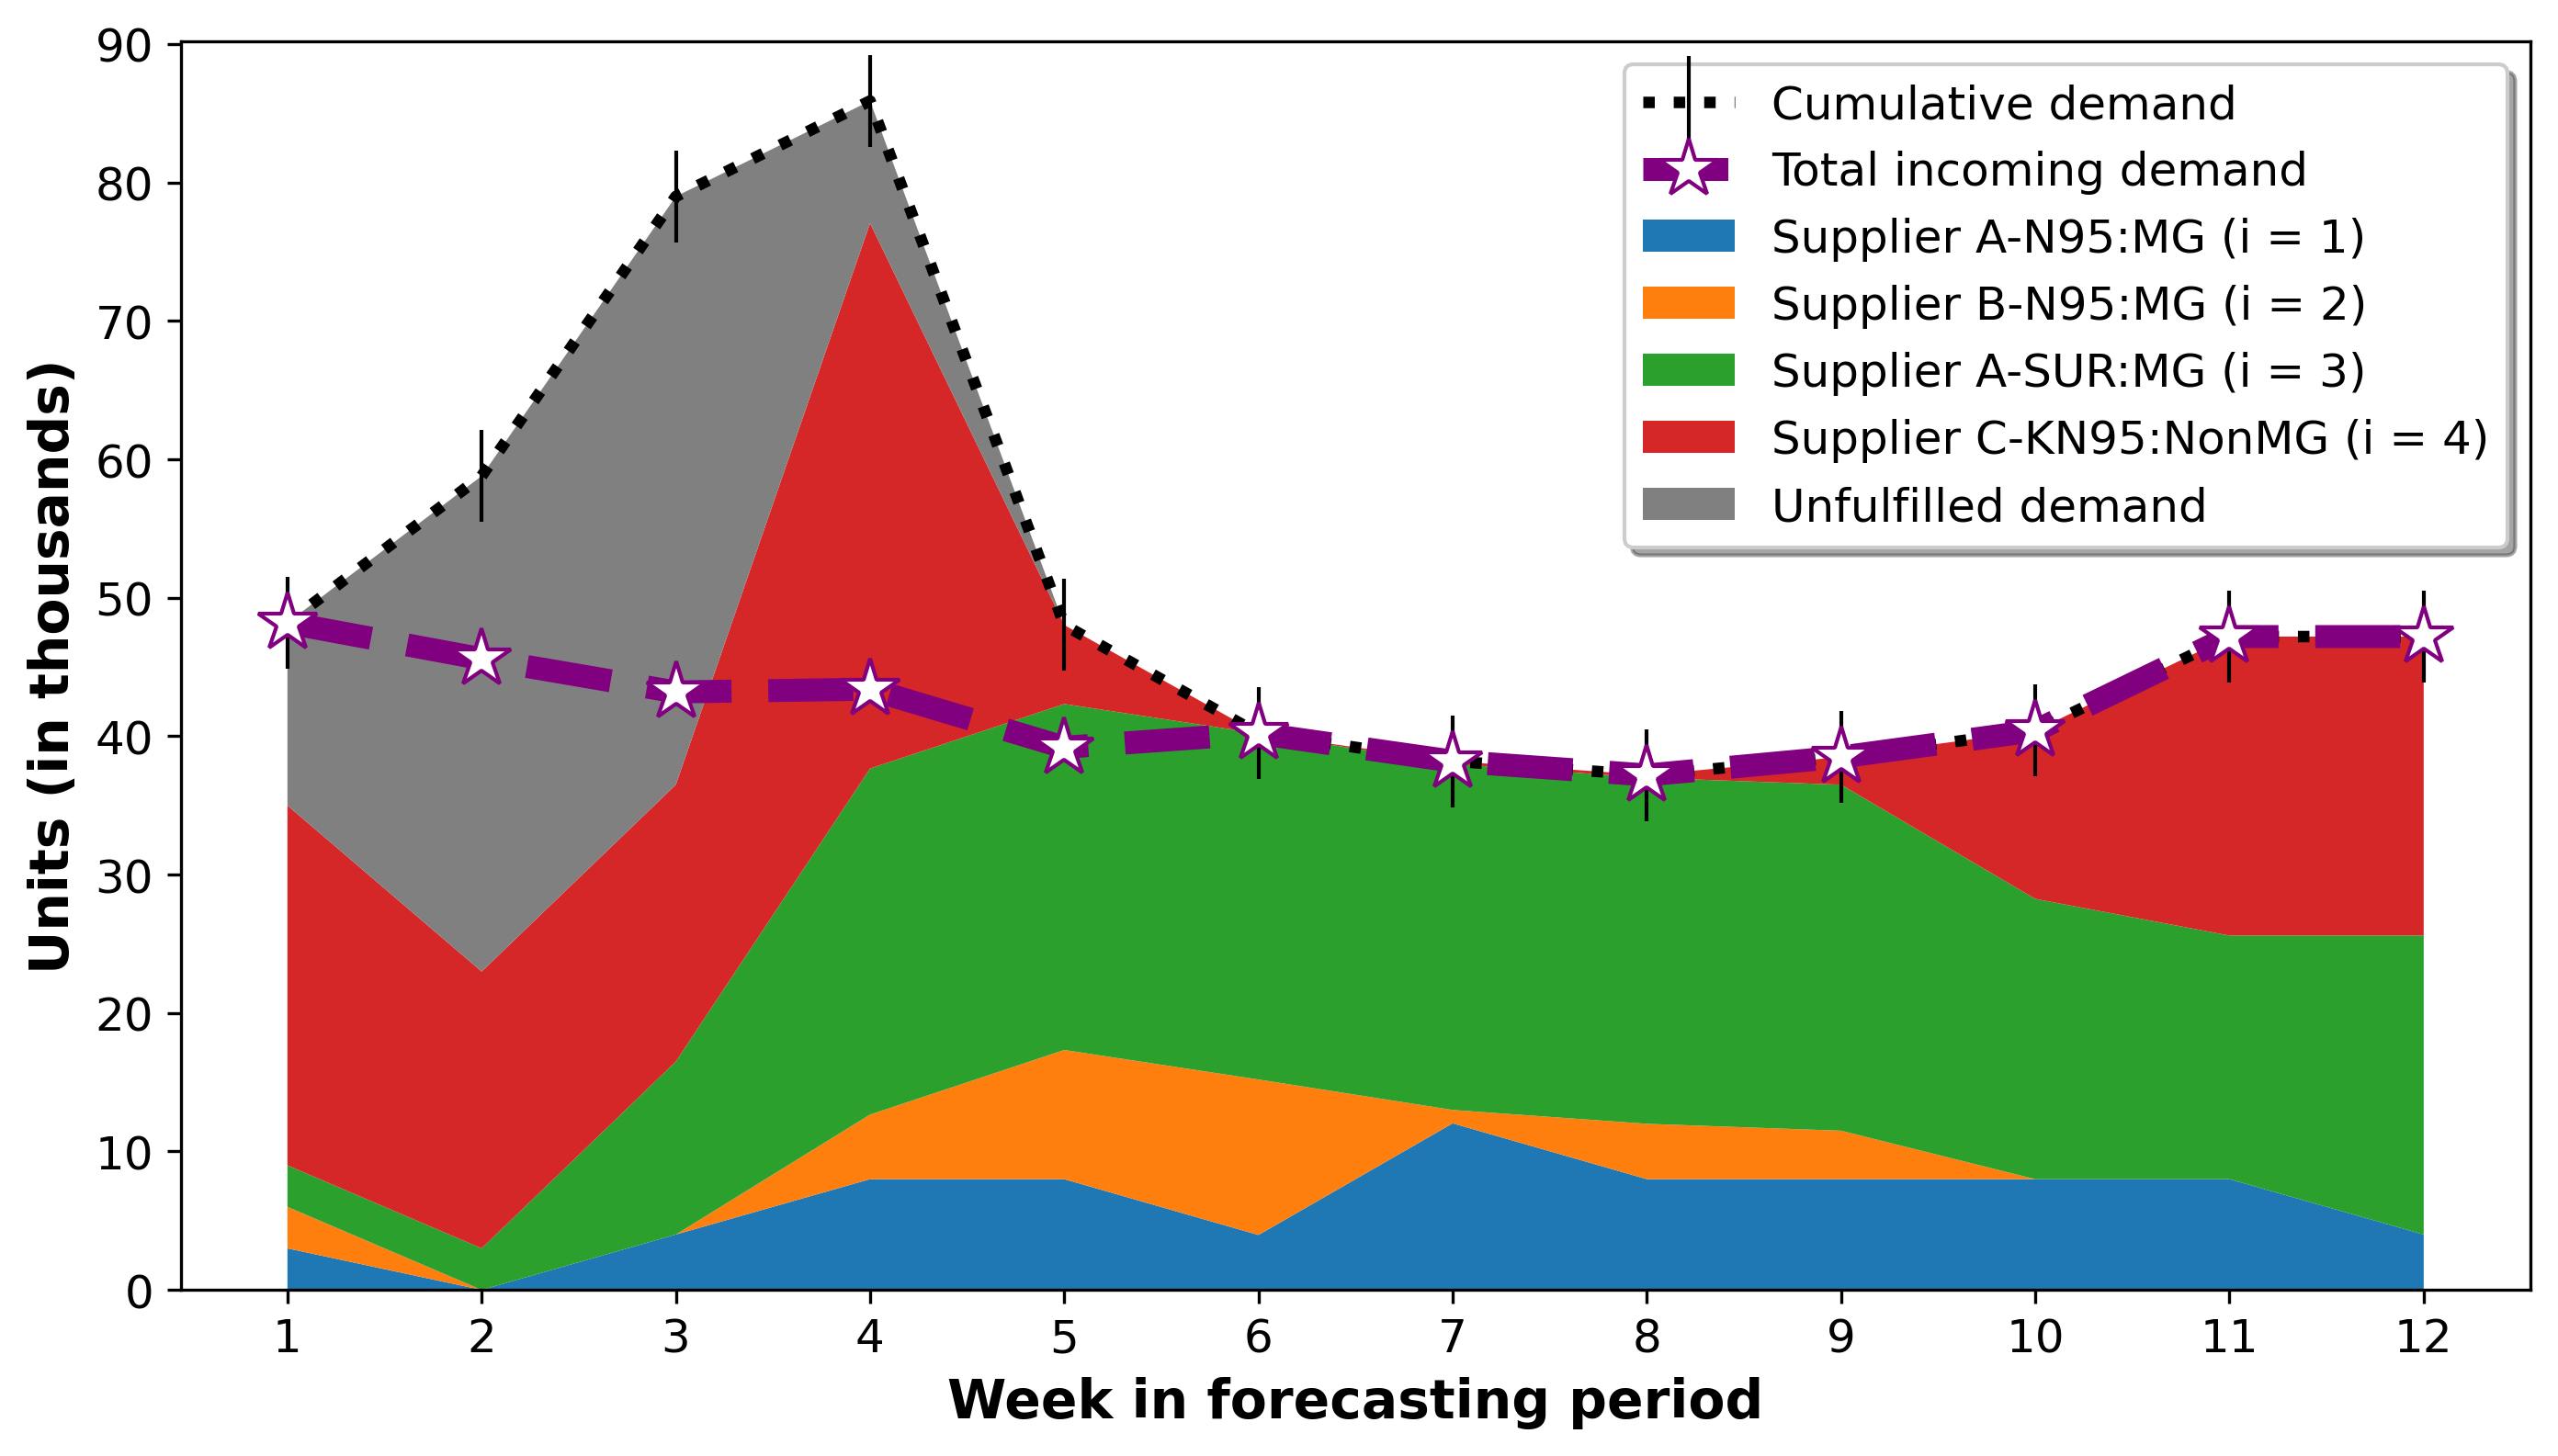 90
80
70
60
50
40
30
20
10
0
Units (in thousands)
Cumulative demand
Total incoming demand
Supplier A-N95:MG (i = 1)
Supplier B-N95:MG (i = 2)
Supplier A-SUR:MG (i = 3)
Supplier C-KN95:NonMG (i = 4)
Unfulfilled demand
1 2 3 4 5 6 7 8 9 10 11 12
Week in forecasting period